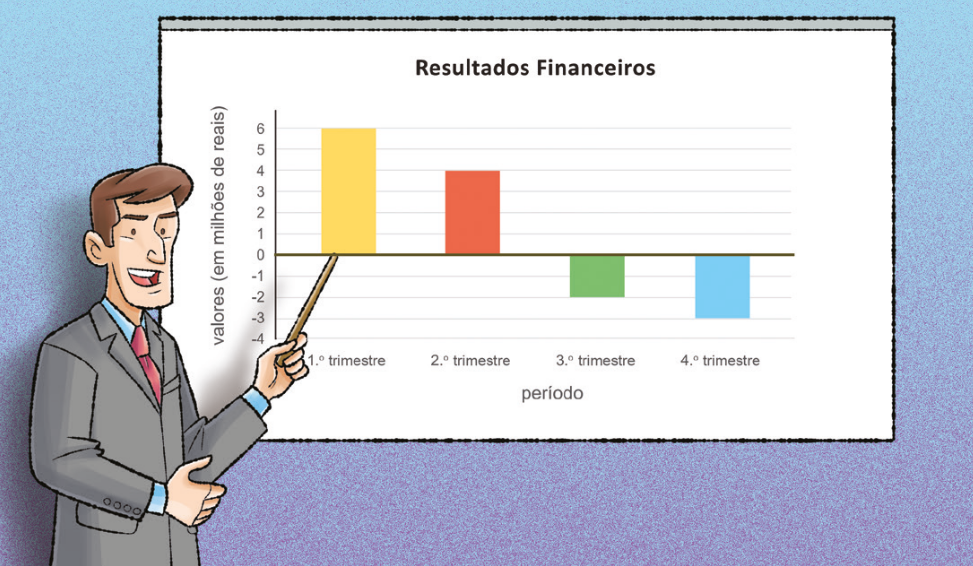 Resultados Financeiros
valores (em milhões de reais)
6
5
4
3
2
1
0
-1
-2
-3
-4
1.º trimestre 2.º trimestre 3.º trimestre 4.º trimestre
período